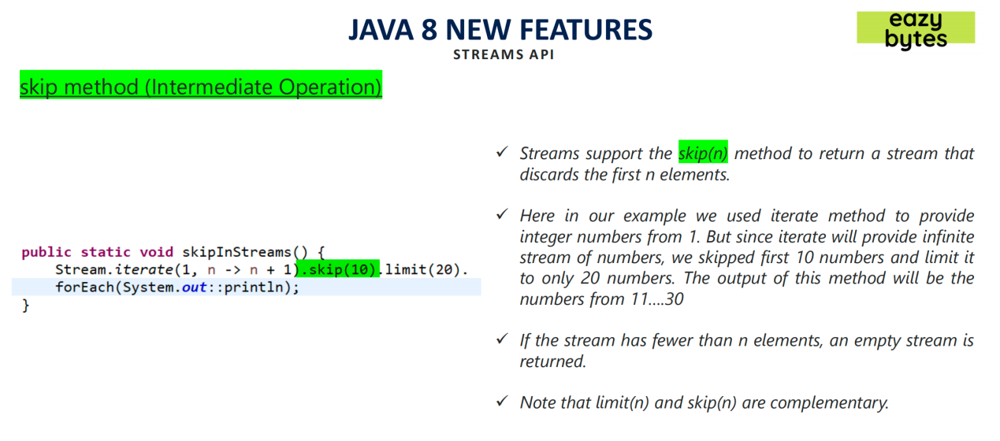 JAVA 8 NEW FEATURES
STREAMS API
eazy
bytes
skip method (Intermediate Operation)
public static void skipInStreams() {
    Stream.iterate(1, n -> n + 1).skip(10).limit(20).
    forEach(System.out::println);
}
✓ Streams support the skip(n) method to return a stream that
discards the first n elements.
✓ Here in our example we used iterate method to provide
integer numbers from 1. But since iterate will provide infinite
stream of numbers, we skipped first 10 numbers and limit it
to only 20 numbers. The output of this method will be the
numbers from 11....30
✓ If the stream has fewer than n elements, an empty stream is
returned.
✓ Note that limit(n) and skip(n) are complementary.